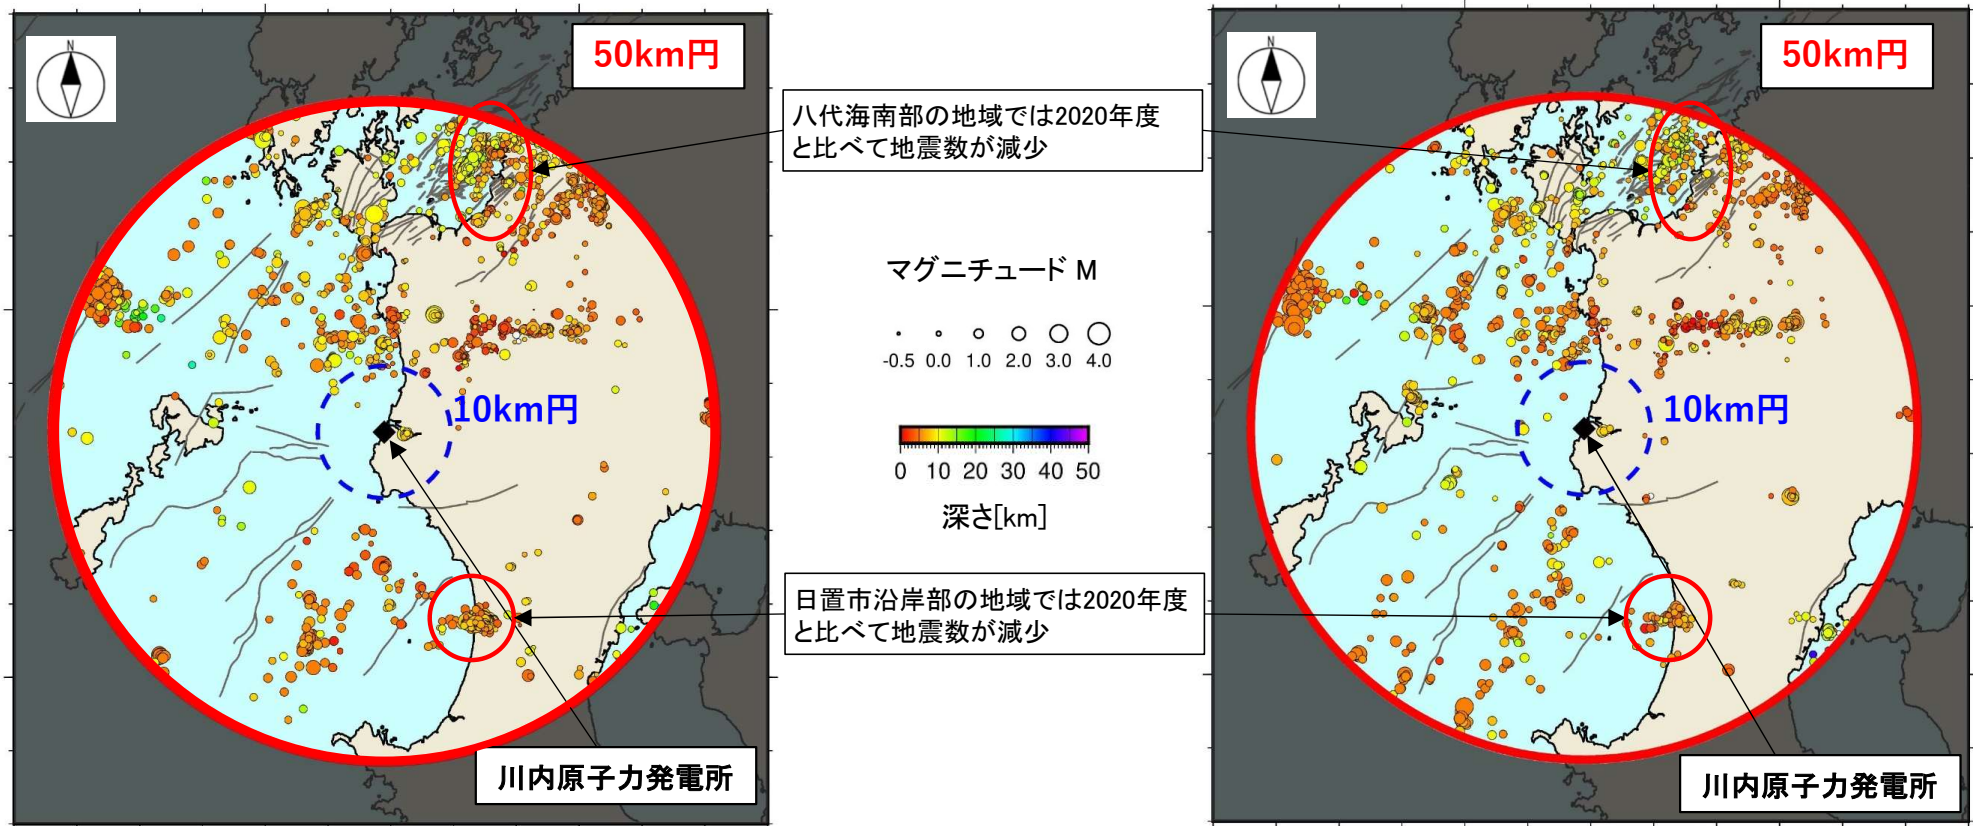 N
50km円
10km円
川内原子力発電所
八代海南部の地域では2020年度
と比べて地震数が減少
マグニチュード M
-0.5 0.0 1.0 2.0 3.0 4.0
0 10 20 30 40 50
深さ[km]
日置市沿岸部の地域では2020年度
と比べて地震数が減少
N
50km円
10km円
川内原子力発電所